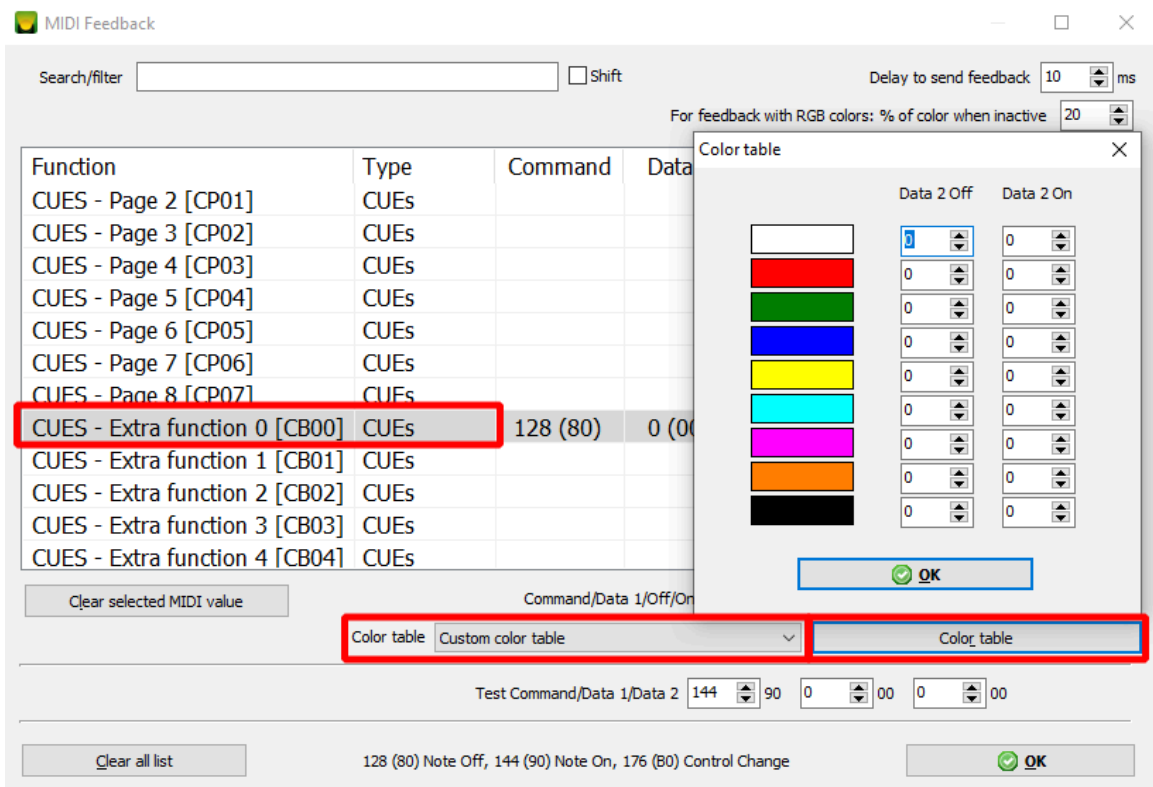 MIDI Feedback
Search/filter Shift Delay to send feedback 10 ms
For feedback with RGB colors: % of color when inactive 20
Function Type Command Data
CUES - Page 2 [CP01] CUEs
CUES - Page 3 [CP02] CUEs
CUES - Page 4 [CP03] CUEs
CUES - Page 5 [CP04] CUEs
CUES - Page 6 [CP05] CUEs
CUES - Page 7 [CP06] CUEs
CUES - Page 8 [CP07] CUEs
CUES - Extra function 0 [CB00] CUEs 128 (80) 0 (00
CUES - Extra function 1 [CB01] CUEs
CUES - Extra function 2 [CB02] CUEs
CUES - Extra function 3 [CB03] CUEs
CUES - Extra function 4 [CB04] CUEs
Color table
Data 2 Off Data 2 On
0 0
0 0
0 0
0 0
0 0
0 0
0 0
0 0
0 0
OK
Clear selected MIDI value Command/Data 1/Off/On
Color table Custom color table Color table
Test Command/Data 1/Data 2 144 90 0 00 0 00
Clear all list 128 (80) Note Off, 144 (90) Note On, 176 (B0) Control Change OK